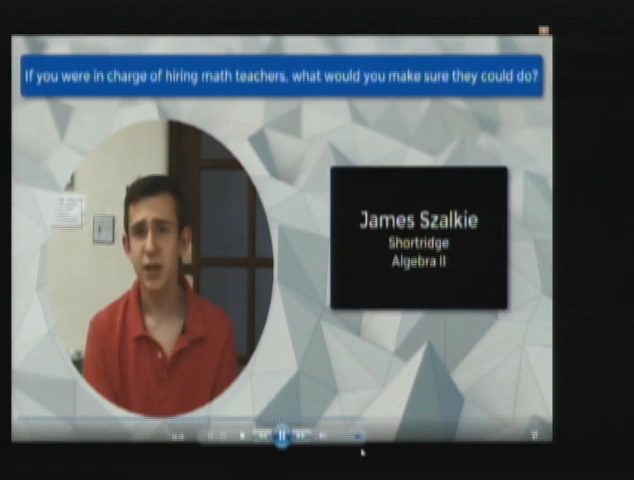 If you were in charge of hiring math teachers, what would you make sure they could do?
James Szalkie
Shortridge
Algebra II